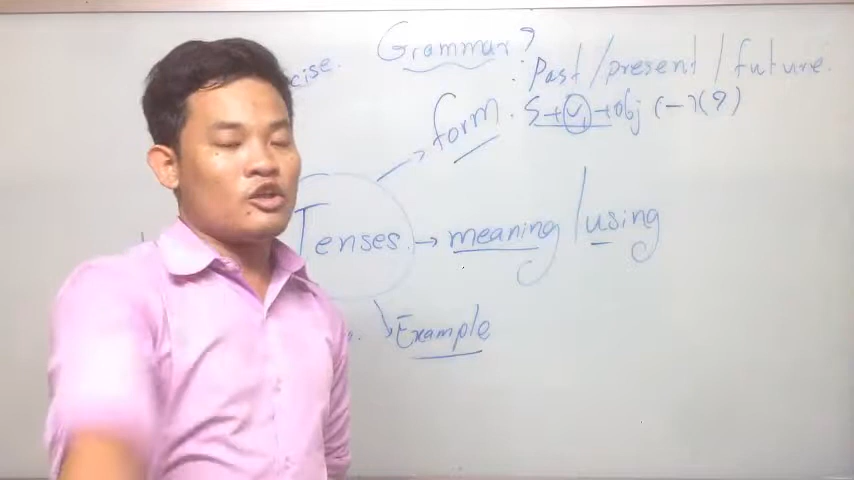 Grammar?
cise.
: Past/present/future.
form. S+V1+obj (-)(?)
Tenses. → meaning/using
Example